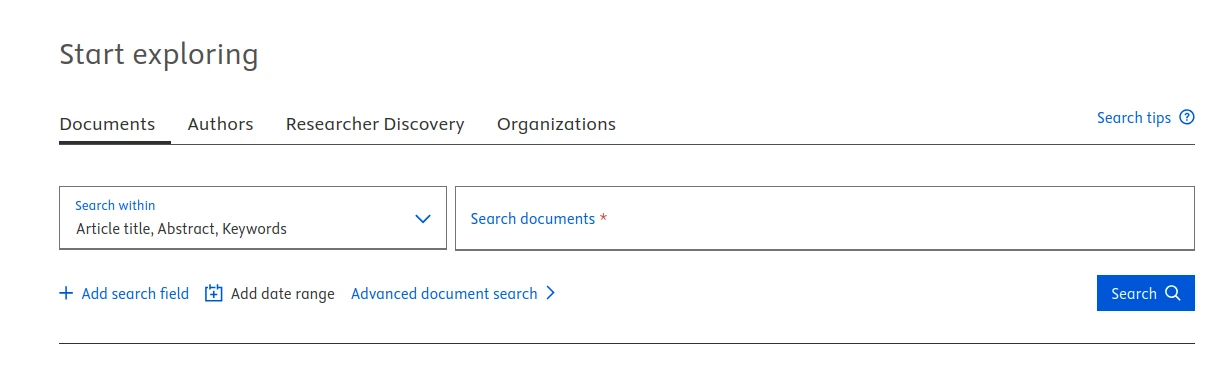 Start exploring
Documents Authors Researcher Discovery Organizations Search tips ?
Search within
Article title, Abstract, Keywords
Search documents *
+ Add search field Add date range Advanced document search > Search